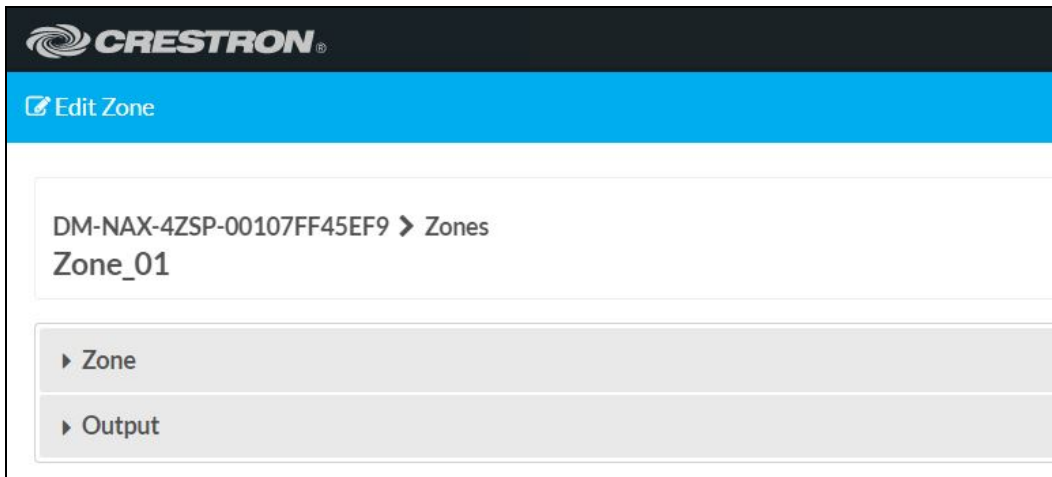 CRESTRON®
Edit Zone
DM-NAX-4ZSP-00107FF45EF9 > Zones
Zone_01
Zone
Output